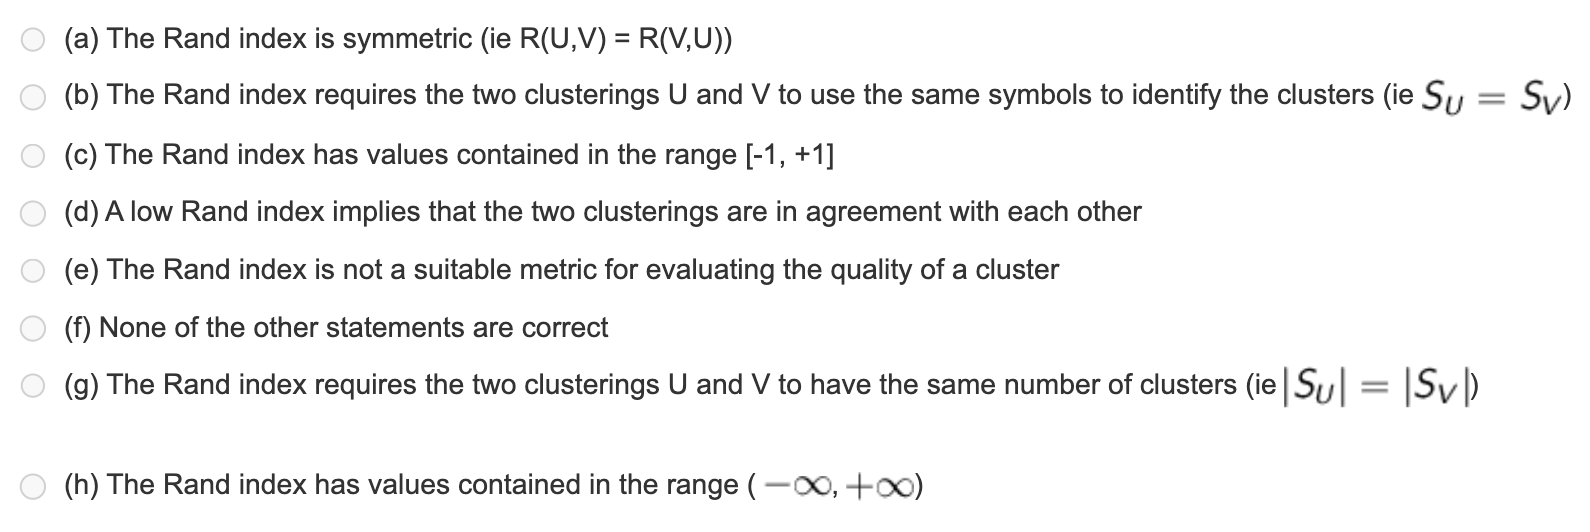 (a) The Rand index is symmetric (ie R(U,V) = R(V,U))
(b) The Rand index requires the two clusterings U and V to use the same symbols to identify the clusters (ie S_U = S_V)
(c) The Rand index has values contained in the range [-1, +1]
(d) A low Rand index implies that the two clusterings are in agreement with each other
(e) The Rand index is not a suitable metric for evaluating the quality of a cluster
(f) None of the other statements are correct
(g) The Rand index requires the two clusterings U and V to have the same number of clusters (ie |S_U| = |S_V|)
(h) The Rand index has values contained in the range ( −∞, +∞)